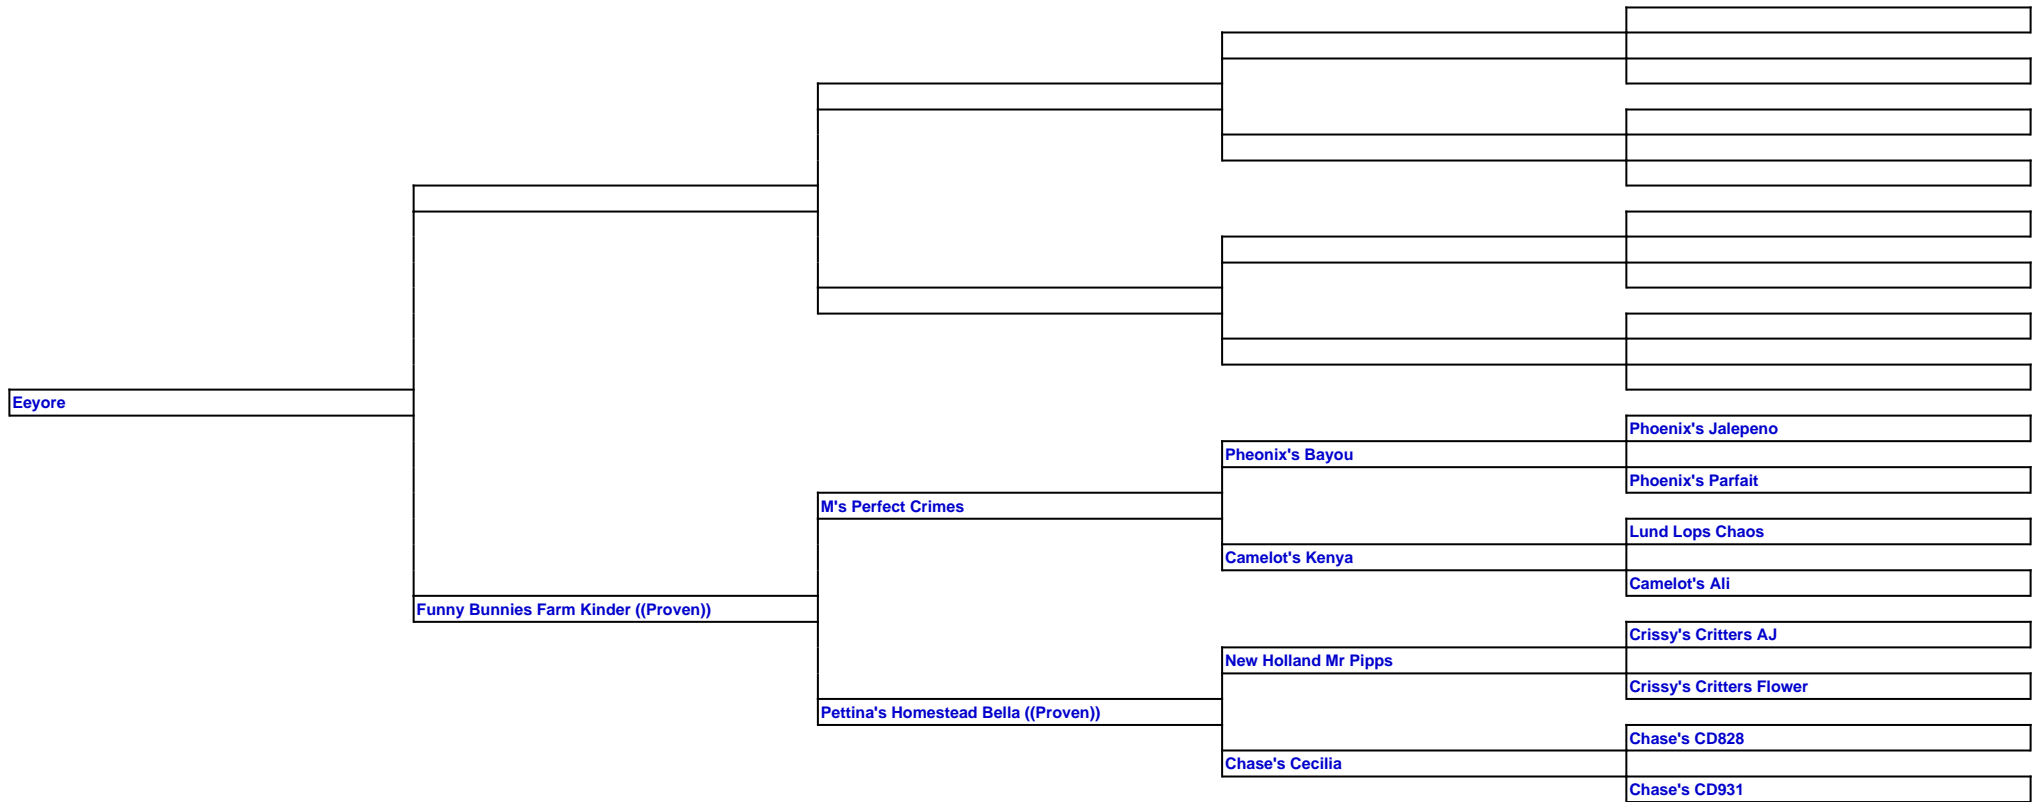 Eeyore
Phoenix's Jalepeno
Pheonix's Bayou
Phoenix's Parfait
M's Perfect Crimes
Lund Lops Chaos
Camelot's Kenya
Camelot's Ali
Funny Bunnies Farm Kinder ((Proven))
Crissy's Critters AJ
New Holland Mr Pipps
Crissy's Critters Flower
Pettina's Homestead Bella ((Proven))
Chase's CD828
Chase's Cecilia
Chase's CD931